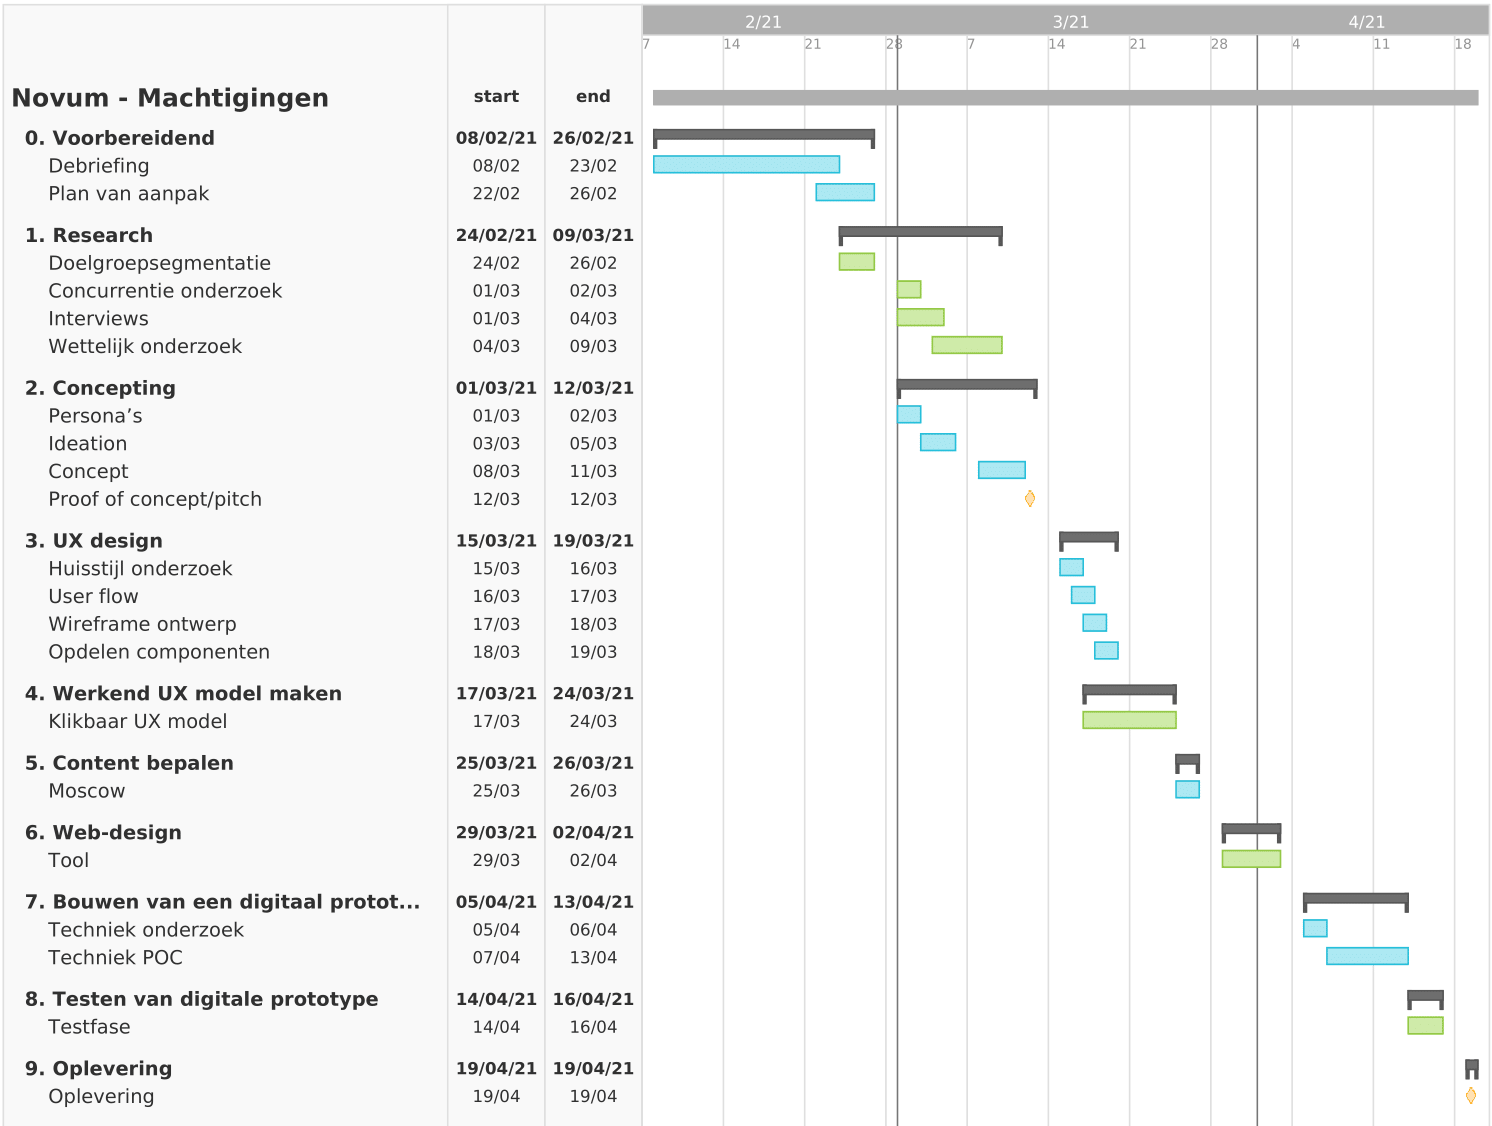 2/21 3/21 4/21
7 14 21 28 7 14 21 28 4 11 18
Novum - Machtigingen start end
0. Voorbereidend 08/02/21 26/02/21
Debriefing 08/02 23/02
Plan van aanpak 22/02 26/02
1. Research 24/02/21 09/03/21
Doelgroepsegmentatie 24/02 26/02
Concurrentie onderzoek 01/03 02/03
Interviews 01/03 04/03
Wettelijk onderzoek 04/03 09/03
2. Concepting 01/03/21 12/03/21
Persona’s 01/03 02/03
Ideation 03/03 05/03
Concept 08/03 11/03
Proof of concept/pitch 12/03 12/03
3. UX design 15/03/21 19/03/21
Huisstijl onderzoek 15/03 16/03
User flow 16/03 17/03
Wireframe ontwerp 17/03 18/03
Opdelen componenten 18/03 19/03
4. Werkend UX model maken 17/03/21 24/03/21
Klikbaar UX model 17/03 24/03
5. Content bepalen 25/03/21 26/03/21
Moscow 25/03 26/03
6. Web-design 29/03/21 02/04/21
Tool 29/03 02/04
7. Bouwen van een digitaal protot... 05/04/21 13/04/21
Techniek onderzoek 05/04 06/04
Techniek POC 07/04 13/04
8. Testen van digitale prototype 14/04/21 16/04/21
Testfase 14/04 16/04
9. Oplevering 19/04/21 19/04/21
Oplevering 19/04 19/04